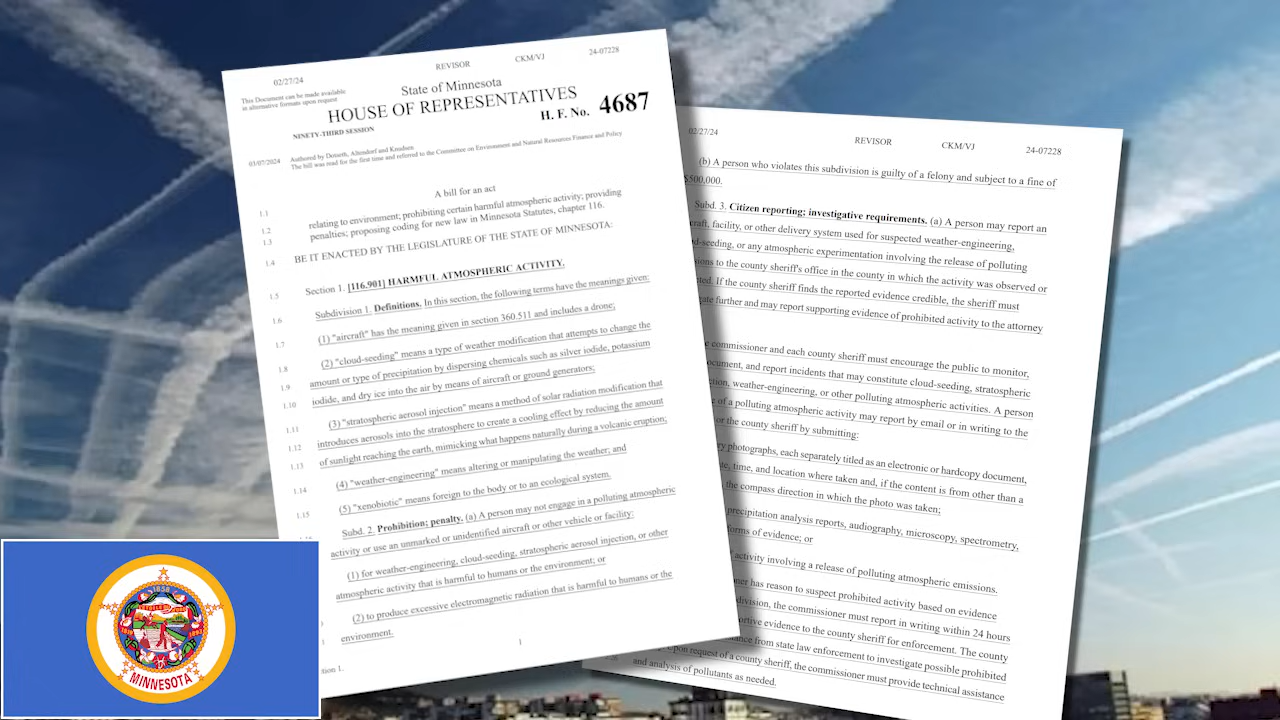 02/27/24
REVISOR
CKM/VJ
24-07228
This Document can be made available
in alternative formats upon request
State of Minnesota
HOUSE OF REPRESENTATIVES
H. F. No. 4687
NINETY-THIRD SESSION
03/07/2024
Authored by Dotseth, Altendorf and Knudsen
The bill was read for the first time and referred to the Committee on Environment and Natural Resources Finance and Policy
1.1 A bill for an act
1.2 relating to environment; prohibiting certain harmful atmospheric activity; providing
1.3 penalties; proposing coding for new law in Minnesota Statutes, chapter 116.
1.4 BE IT ENACTED BY THE LEGISLATURE OF THE STATE OF MINNESOTA:
1.5 Section 1. [116.901] HARMFUL ATMOSPHERIC ACTIVITY.
1.6 Subdivision 1. Definitions. In this section, the following terms have the meanings given:
1.7 (1) "aircraft" has the meaning given in section 360.511 and includes a drone;
1.8 (2) "cloud-seeding" means a type of weather modification that attempts to change the
1.9 amount or type of precipitation by dispersing chemicals such as silver iodide, potassium
1.10 iodide, and dry ice into the air by means of aircraft or ground generators;
1.11 (3) "stratospheric aerosol injection" means a method of solar radiation modification that
1.12 introduces aerosols into the stratosphere to create a cooling effect by reducing the amount
1.13 of sunlight reaching the earth, mimicking what happens naturally during a volcanic eruption;
1.14 (4) "weather-engineering" means altering or manipulating the weather; and
1.15 (5) "xenobiotic" means foreign to the body or to an ecological system.
Subd. 2. Prohibition; penalty. (a) A person may not engage in a polluting atmospheric
activity or use an unmarked or unidentified aircraft or other vehicle or facility:
(1) for weather-engineering, cloud-seeding, stratospheric aerosol injection, or other
atmospheric activity that is harmful to humans or the environment; or
(2) to produce excessive electromagnetic radiation that is harmful to humans or the
environment.
1
02/27/24
REVISOR
CKM/VJ
24-07228
(b) A person who violates this subdivision is guilty of a felony and subject to a fine of
$500,000.
Subd. 3. Citizen reporting; investigative requirements. (a) A person may report an
facility, or other delivery system used for suspected weather-engineering,
or any atmospheric experimentation involving the release of polluting
to the county sheriff's office in the county in which the activity was observed or
If the county sheriff finds the reported evidence credible, the sheriff must
further and may report supporting evidence of prohibited activity to the attorney
commissioner and each county sheriff must encourage the public to monitor,
and report incidents that may constitute cloud-seeding, stratospheric
weather-engineering, or other polluting atmospheric activities. A person
of a polluting atmospheric activity may report by email or in writing to the
or the county sheriff by submitting:
photographs, each separately titled as an electronic or hardcopy document,
time, and location where taken and, if the content is from other than a
the compass direction in which the photo was taken;
precipitation analysis reports, audiography, microscopy, spectrometry,
forms of evidence; or
activity involving a release of polluting atmospheric emissions.
has reason to suspect prohibited activity based on evidence
the commissioner must report in writing within 24 hours
evidence to the county sheriff for enforcement. The county
from state law enforcement to investigate possible prohibited
request of a county sheriff, the commissioner must provide technical assistance
and analysis of pollutants as needed.
1858
MINNESOTA